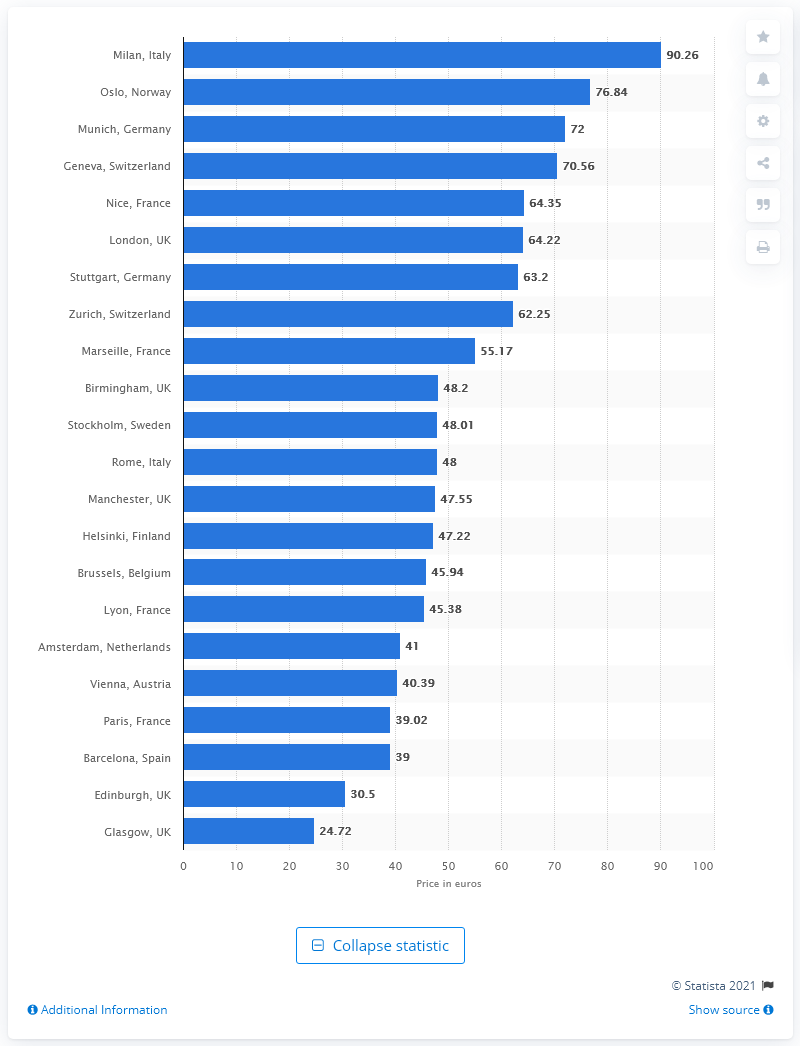 Milan, Italy 90.26
Oslo, Norway 76.84
Munich, Germany 72
Geneva, Switzerland 70.56
Nice, France 64.35
London, UK 64.22
Stuttgart, Germany 63.2
Zurich, Switzerland 62.25
Marseille, France 55.17
Birmingham, UK 48.2
Stockholm, Sweden 48.01
Rome, Italy 48
Manchester, UK 47.55
Helsinki, Finland 47.22
Brussels, Belgium 45.94
Lyon, France 45.38
Amsterdam, Netherlands 41
Vienna, Austria 40.39
Paris, France 39.02
Barcelona, Spain 39
Edinburgh, UK 30.5
Glasgow, UK 24.72
0 10 20 30 40 50 60 70 80 90 100
Price in euros
Collapse statistic
© Statista 2021
Additional Information Show source